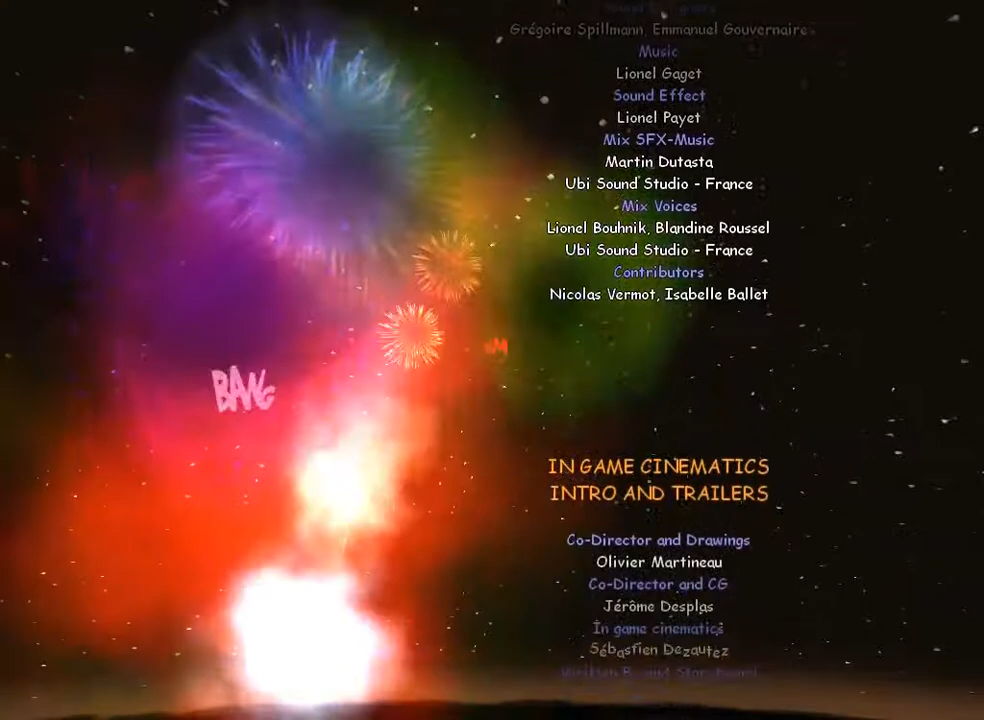 Grégoire Spillmann, Emmanuel Gouvernaire
Music
Lionel Gaget
Sound Effect
Lionel Payet
Mix SFX-Music
Martin Dutasta
Ubi Sound Studio - France
Mix Voices
Lionel Bouhnik, Blandine Roussel
Ubi Sound Studio - France
Contributors
Nicolas Vermot, Isabelle Ballet
BANG
IN GAME CINEMATICS
INTRO AND TRAILERS
Co-Director and Drawings
Olivier Martineau
Co-Director and CG
Jérôme Desplas
In game cinematics
Sébastien Dezautez